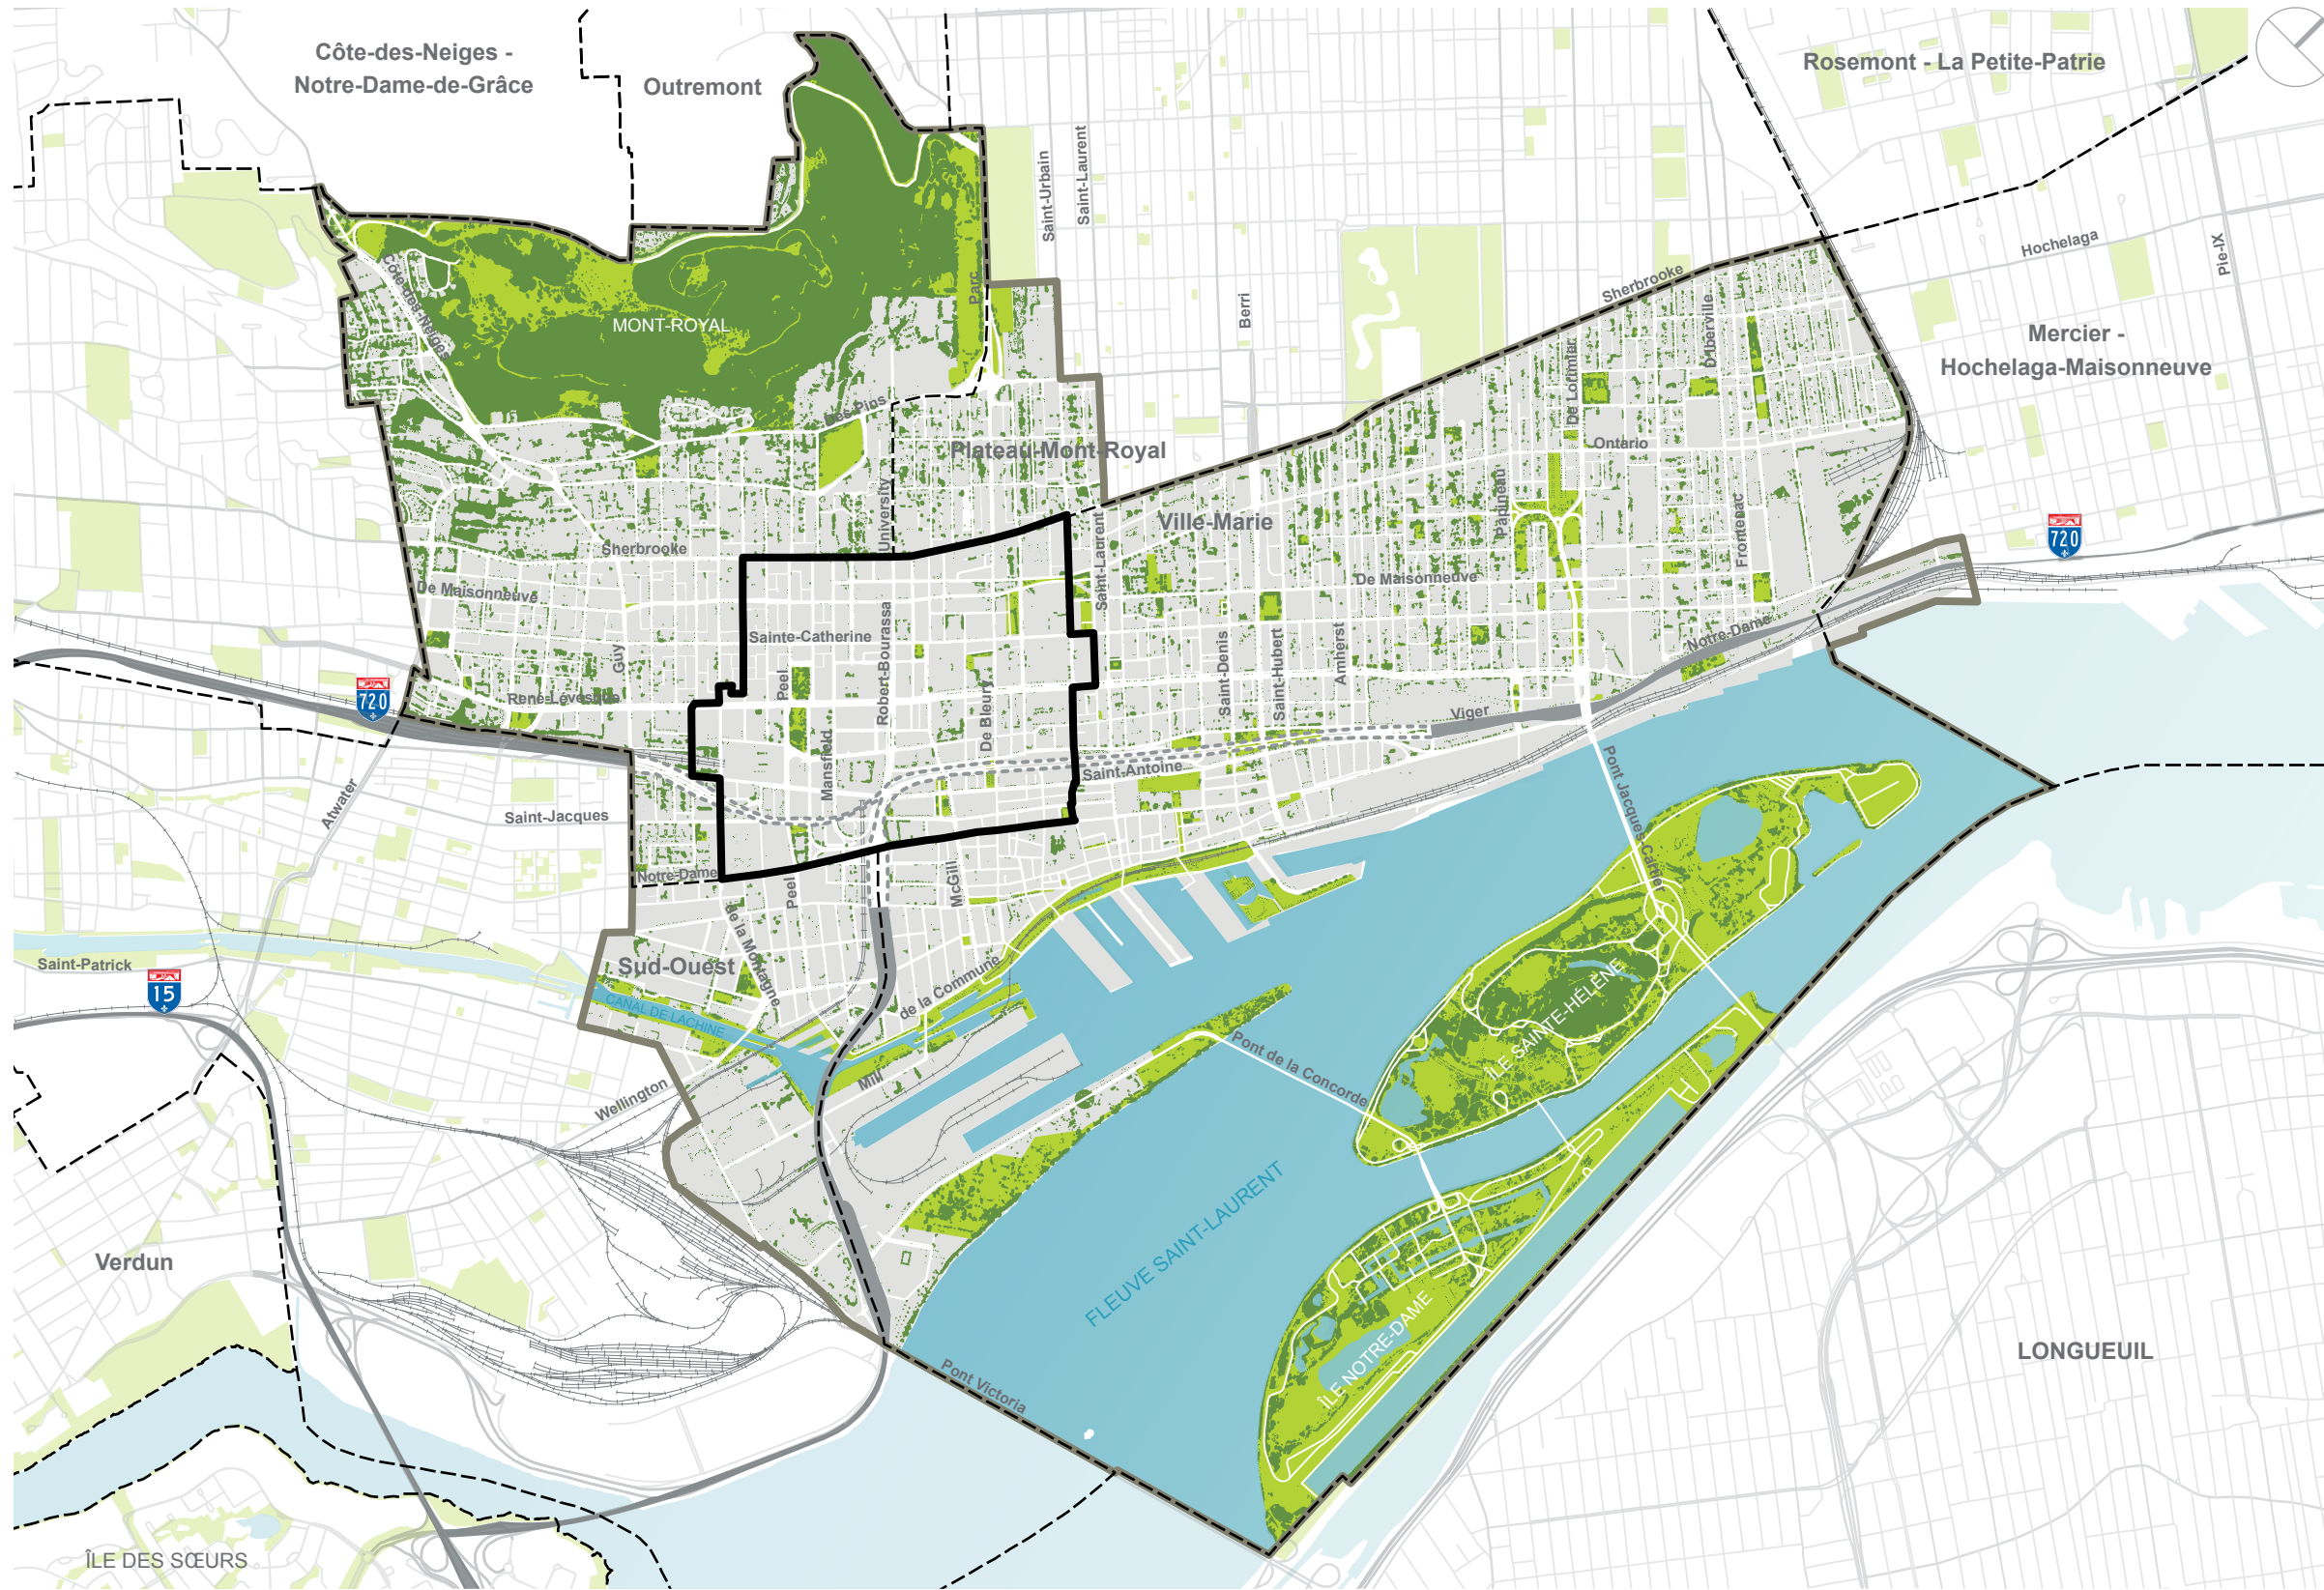 Côte-des-Neiges -
Notre-Dame-de-Grâce
Outremont
Rosemont - La Petite-Patrie
Saint-Urbain
Saint-Laurent
Hochelaga
Pie-IX
Côte-des-Neiges
Parc
Berri
Sherbrooke
D'Iberville
MONT-ROYAL
De Lorimier
Mercier -
Hochelaga-Maisonneuve
Des Pins
Plateau-Mont-Royal
Ontario
University
Papineau
Frontenac
Ville-Marie
Sherbrooke
720
De Maisonneuve
Saint-Laurent
De Maisonneuve
Sainte-Catherine
Robert-Bourassa
Guy
Peel
Saint-Denis
Saint-Hubert
Amherst
Notre-Dame
720
René-Lévesque
De Bleury
Viger
Mansfield
Saint-Antoine
Pont Jacques-Cartier
Atwater
Saint-Jacques
Notre-Dame
Peel
McGill
de la Montagne
Saint-Patrick
15
Sud-Ouest
CANAL DE LACHINE
de la Commune
ÎLE SAINTE-HÉLÈNE
Pont de la Concorde
Mill
Wellington
FLEUVE SAINT-LAURENT
Verdun
ÎLE NOTRE-DAME
LONGUEUIL
Pont Victoria
ÎLE DES SŒURS